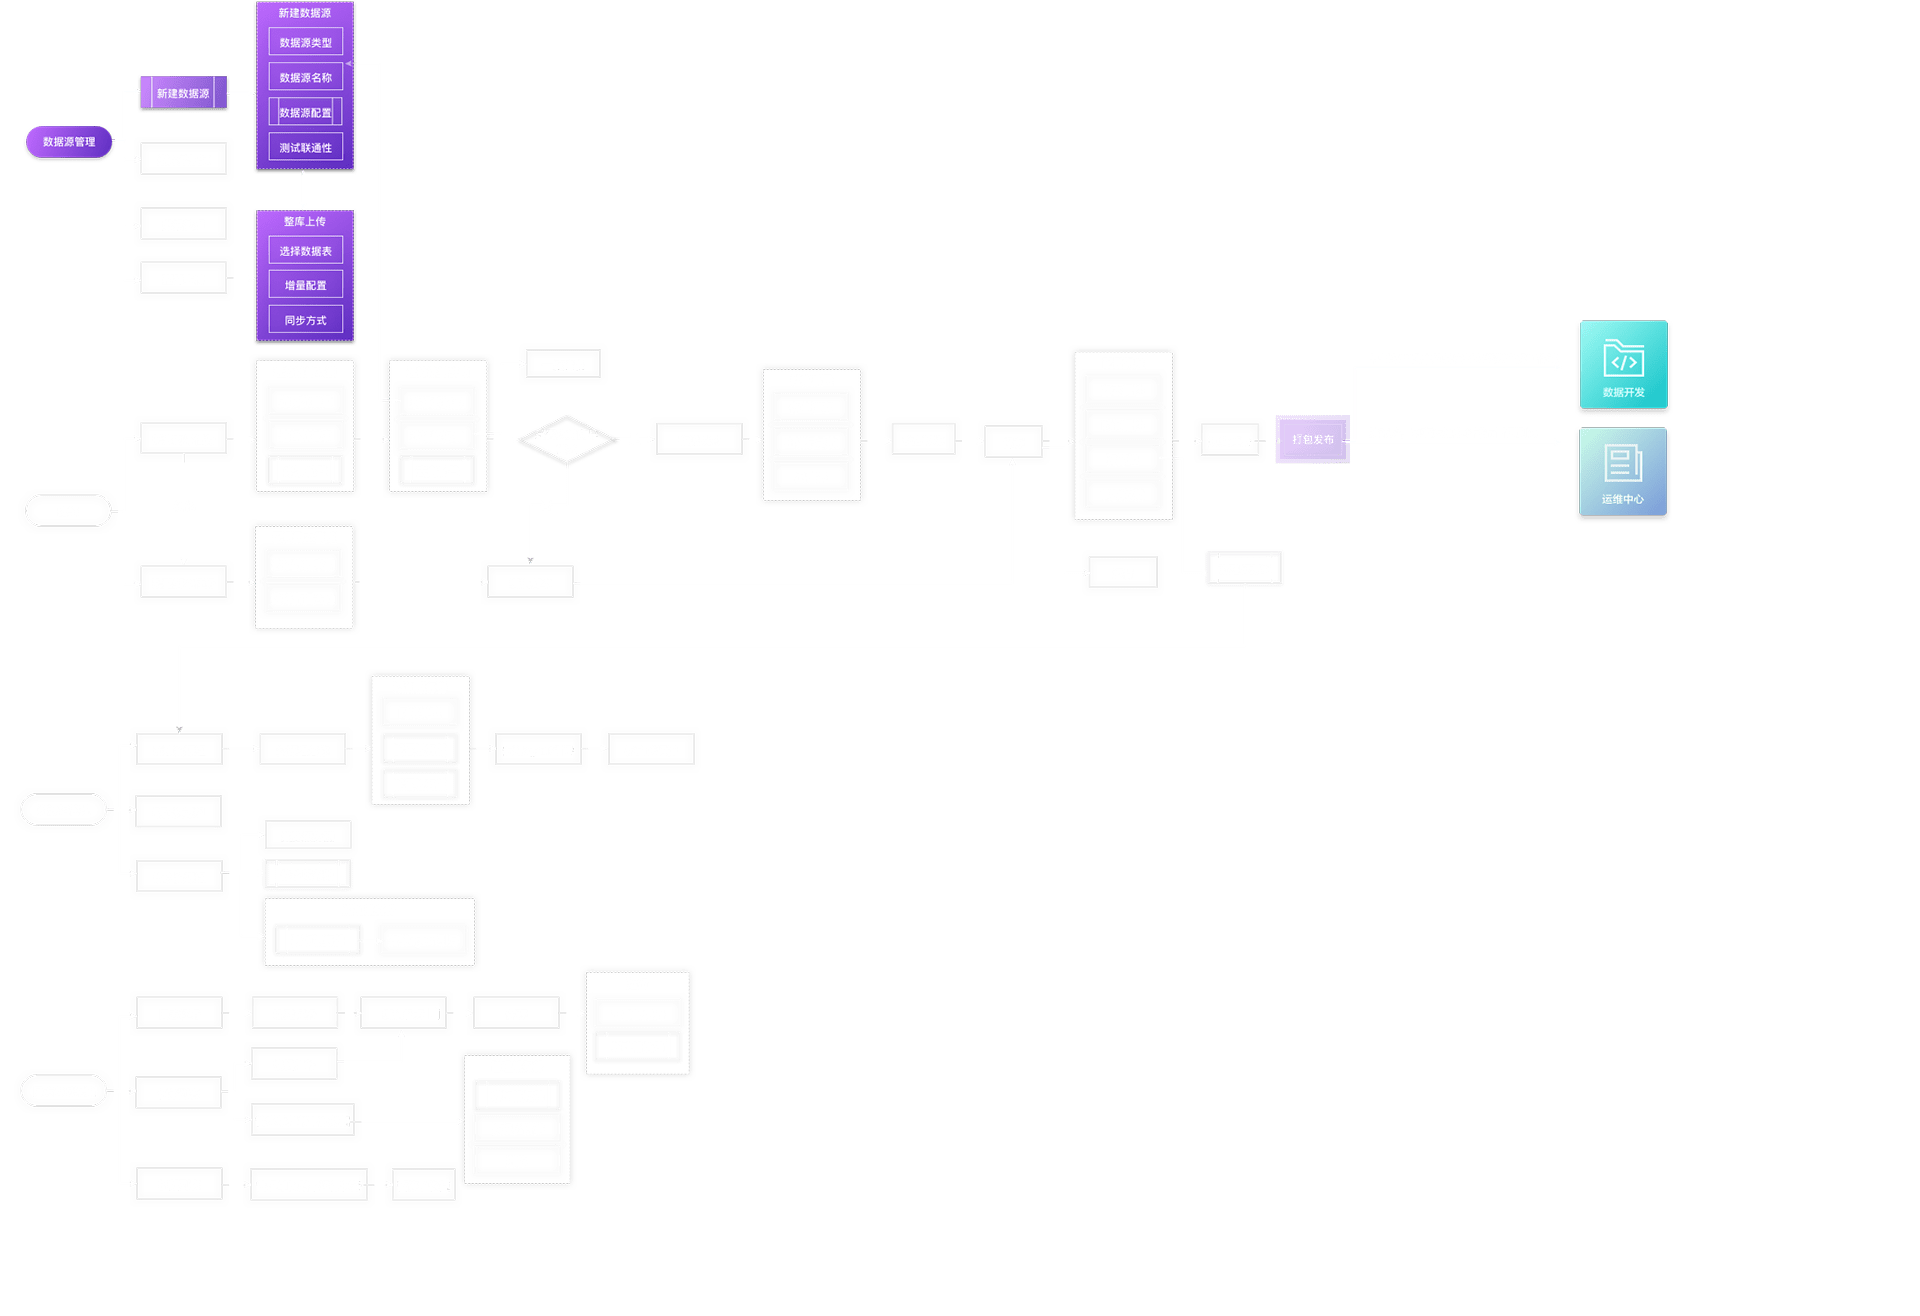 新建数据源
数据源类型
数据源名称
数据源配置
测试联通性
新建数据源
数据源管理
整库上传
选择数据表
增量配置
同步方式
数据开发
打包发布
运维中心